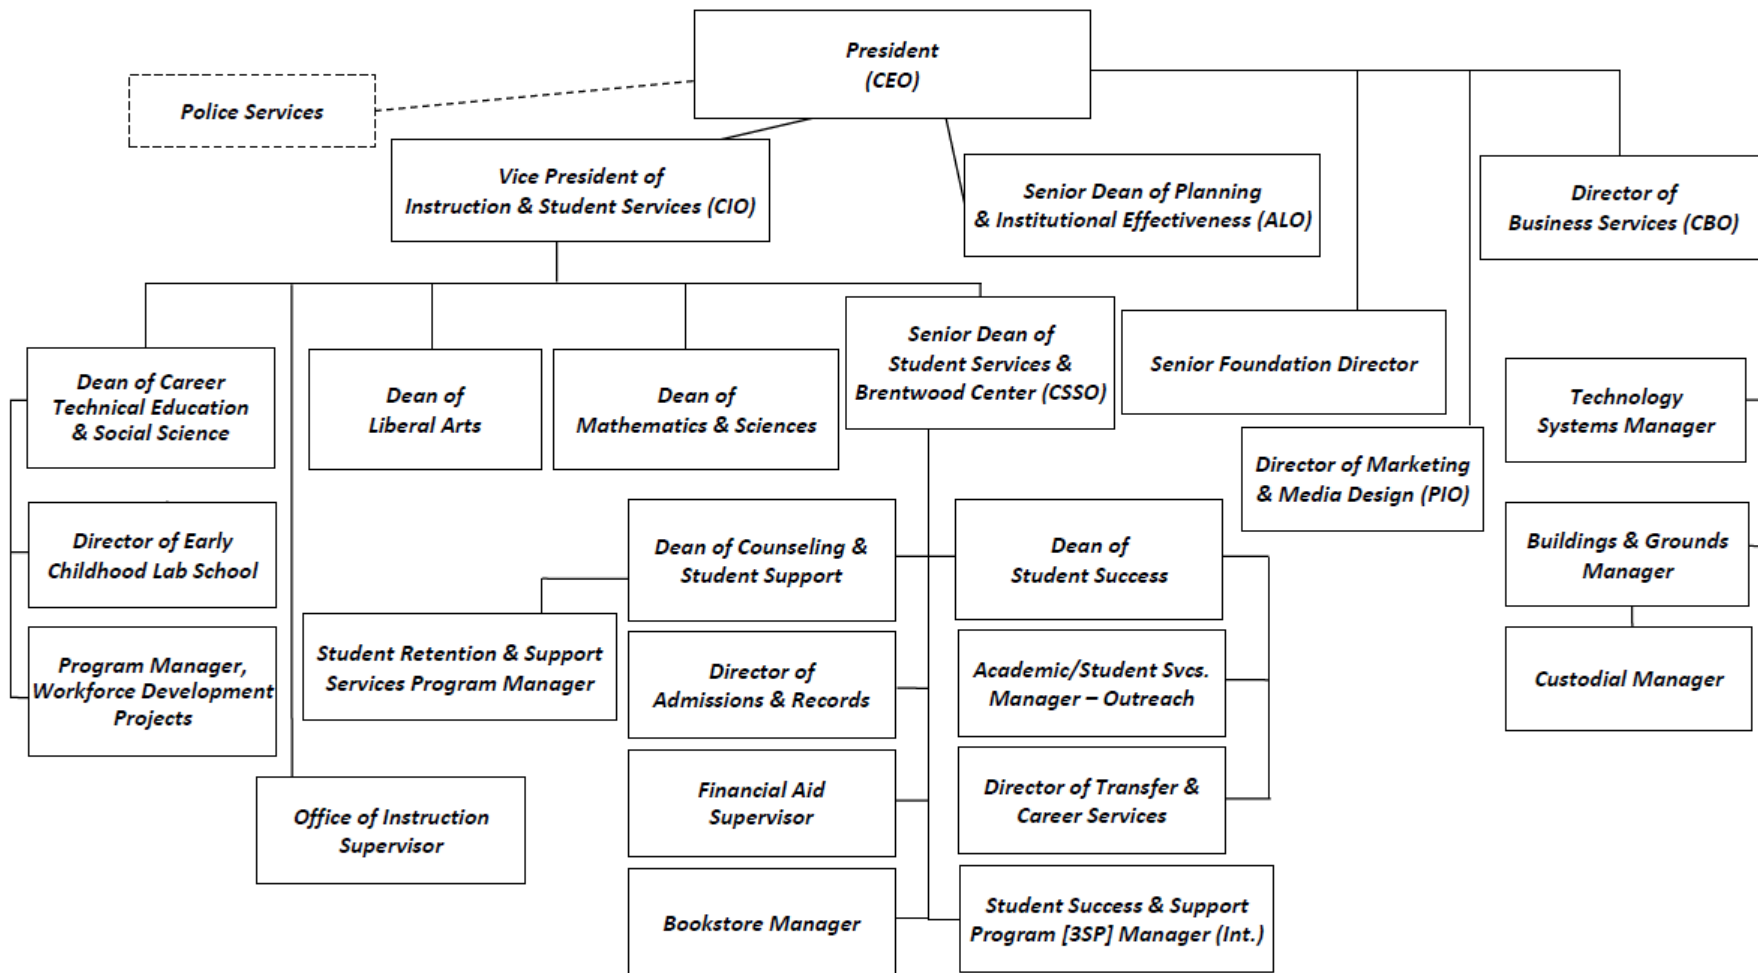 President
(CEO)
Police Services
Vice President of
Instruction & Student Services (CIO)
Senior Dean of Planning
& Institutional Effectiveness (ALO)
Director of
Business Services (CBO)
Dean of Career
Technical Education
& Social Science
Dean of
Liberal Arts
Dean of
Mathematics & Sciences
Senior Dean of
Student Services &
Brentwood Center (CSSO)
Senior Foundation Director
Technology
Systems Manager
Director of Marketing
& Media Design (PIO)
Director of Early
Childhood Lab School
Dean of Counseling &
Student Support
Dean of
Student Success
Buildings & Grounds
Manager
Program Manager,
Workforce Development
Projects
Student Retention & Support
Services Program Manager
Director of
Admissions & Records
Academic/Student Svcs.
Manager – Outreach
Custodial Manager
Office of Instruction
Supervisor
Financial Aid
Supervisor
Director of Transfer &
Career Services
Bookstore Manager
Student Success & Support
Program [3SP] Manager (Int.)